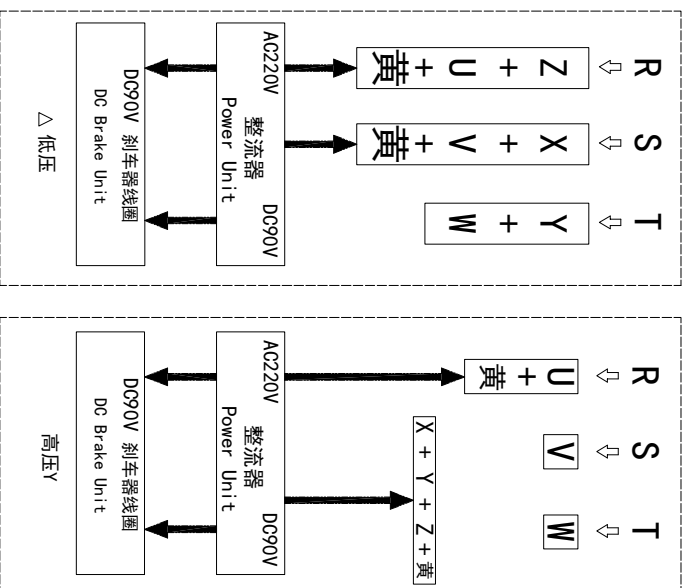 R S T
Z + U + 黄
X + V + 黄
Y + W
AC220V 整流器 DC90V
Power Unit
DC90V 刹车器线圈
DC Brake Unit
△ 低压
R S T
U + 黄
V
W
X + Y + Z + 黄
AC220V 整流器 DC90V
Power Unit
DC90V 刹车器线圈
DC Brake Unit
高压Y